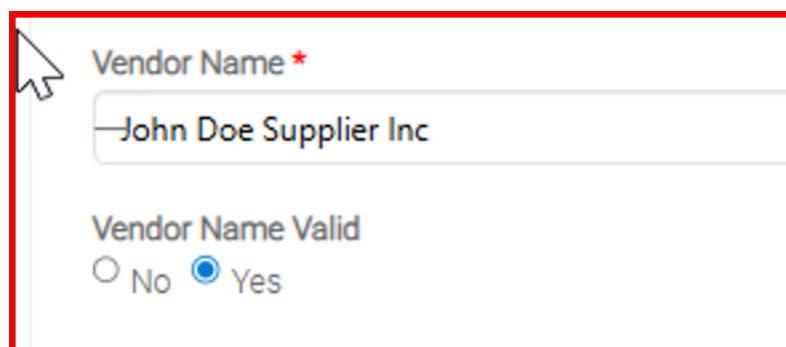 Vendor Name *
John Doe Supplier Inc
Vendor Name Valid
No Yes